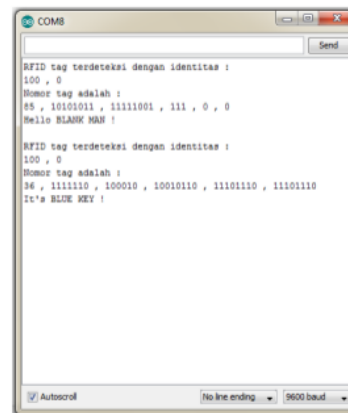 COM8
Send
RFID tag terdeteksi dengan identitas :
100 , 0
Nomor tag adalah :
85 , 10101011 , 11111001 , 111 , 0 , 0
Hello BLANK MAN !
RFID tag terdeteksi dengan identitas :
100 , 0
Nomor tag adalah :
36 , 1111110 , 100010 , 10010110 , 11101110 , 11101110
It's BLUE KEY !
Autoscroll
No line ending
9600 baud